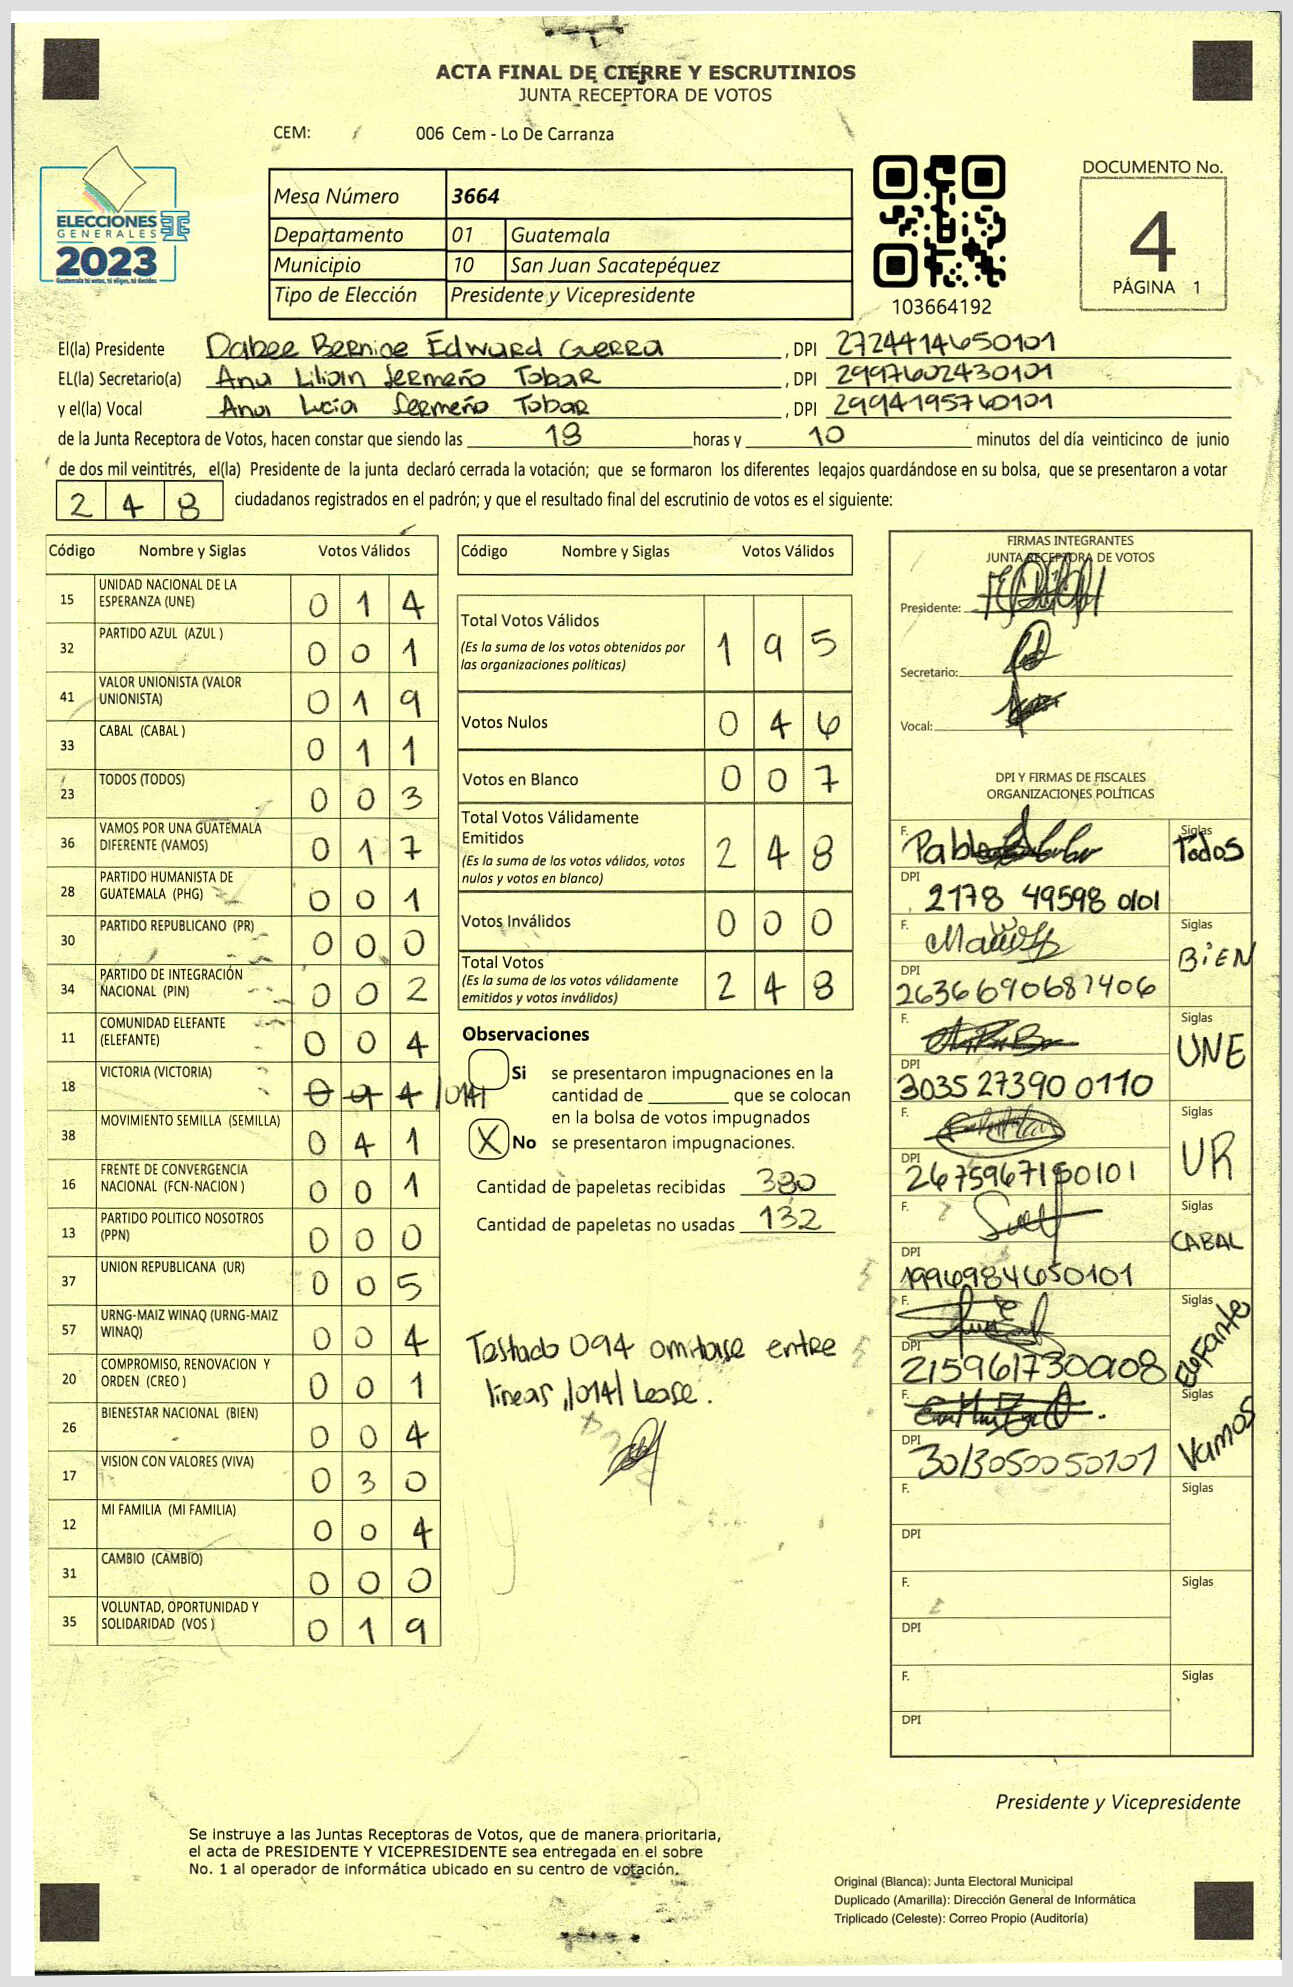 ACTA FINAL DE CIERRE Y ESCRUTINIOS
JUNTA RECEPTORA DE VOTOS
CEM: 006 Cem - Lo De Carranza
ELECCIONES
GENERALES
2023
Guatemala tú votas, tú eliges, tú decides
Mesa Número 3664
Departamento 01 Guatemala
Municipio 10 San Juan Sacatepéquez
Tipo de Elección Presidente y Vicepresidente
103664192
DOCUMENTO No.
4
PÁGINA 1
El(la) Presidente Dabee Bernice Edward Guerra, DPI 2724414650101
EL(la) Secretario(a) Ana Lilian Sermeño Tobar, DPI 2997602430101
y el(la) Vocal Ana Lucia Sermeño Tobar, DPI 2994195760101
de la Junta Receptora de Votos, hacen constar que siendo las 18 horas y 10 minutos del día veinticinco de junio
de dos mil veintitrés, el(la) Presidente de la junta declaró cerrada la votación; que se formaron los diferentes legajos guardándose en su bolsa, que se presentaron a votar
248 ciudadanos registrados en el padrón; y que el resultado final del escrutinio de votos es el siguiente:
Código Nombre y Siglas Votos Válidos
15 UNIDAD NACIONAL DE LA ESPERANZA (UNE) 0 1 4
32 PARTIDO AZUL (AZUL ) 0 0 1
41 VALOR UNIONISTA (VALOR UNIONISTA) 0 1 9
33 CABAL (CABAL ) 0 1 1
23 TODOS (TODOS) 0 0 3
36 VAMOS POR UNA GUATEMALA DIFERENTE (VAMOS) 0 1 7
28 PARTIDO HUMANISTA DE GUATEMALA (PHG) 0 0 1
30 PARTIDO REPUBLICANO (PR) 0 0 0
34 PARTIDO DE INTEGRACIÓN NACIONAL (PIN) 0 0 2
11 COMUNIDAD ELEFANTE (ELEFANTE) 0 0 4
18 VICTORIA (VICTORIA) 0 9 4 /014/
38 MOVIMIENTO SEMILLA (SEMILLA) 0 4 1
16 FRENTE DE CONVERGENCIA NACIONAL (FCN-NACION ) 0 0 1
13 PARTIDO POLITICO NOSOTROS (PPN) 0 0 0
37 UNION REPUBLICANA (UR) 0 0 5
57 URNG-MAIZ WINAQ (URNG-MAIZ WINAQ) 0 0 4
20 COMPROMISO, RENOVACION Y ORDEN (CREO ) 0 0 1
26 BIENESTAR NACIONAL (BIEN) 0 0 4
17 VISION CON VALORES (VIVA) 0 3 0
12 MI FAMILIA (MI FAMILIA) 0 0 4
31 CAMBIO (CAMBIO) 0 0 0
35 VOLUNTAD, OPORTUNIDAD Y SOLIDARIDAD (VOS ) 0 1 9
Código Nombre y Siglas Votos Válidos
Total Votos Válidos 1 9 5
(Es la suma de los votos obtenidos por
las organizaciones políticas)
Votos Nulos 0 4 6
Votos en Blanco 0 0 7
Total Votos Válidamente
Emitidos 2 4 8
(Es la suma de los votos válidos, votos
nulos y votos en blanco)
Votos Inválidos 0 0 0
Total Votos 2 4 8
(Es la suma de los votos válidamente
emitidos y votos inválidos)
Observaciones
Si se presentaron impugnaciones en la
cantidad de ________ que se colocan
en la bolsa de votos impugnados
X No se presentaron impugnaciones.
Cantidad de papeletas recibidas 380
Cantidad de papeletas no usadas 132
Testado 094 omitase entre
lineas /014/ Lease.
FIRMAS INTEGRANTES
JUNTA RECEPTORA DE VOTOS
Presidente:
Secretario:
Vocal:
DPI Y FIRMAS DE FISCALES
ORGANIZACIONES POLÍTICAS
F. Pablo Siglas Todos
DPI 2178 49598 0101
F. Siglas BiEN
DPI 2636690687406
F. Siglas UNE
DPI 3035 27390 0110
F. Siglas UR
DPI 2675967150101
F. Siglas CABAL
DPI 1996984650101
F. Siglas Elefante
DPI
F. Siglas Vamos
DPI 3013050050101
F. Siglas
DPI
F. Siglas
DPI
F. Siglas
DPI
Presidente y Vicepresidente
Se instruye a las Juntas Receptoras de Votos, que de manera prioritaria,
el acta de PRESIDENTE Y VICEPRESIDENTE sea entregada en el sobre
No. 1 al operador de informática ubicado en su centro de votación.
Original (Blanca): Junta Electoral Municipal
Duplicado (Amarilla): Dirección General de Informática
Triplicado (Celeste): Correo Propio (Auditoría)